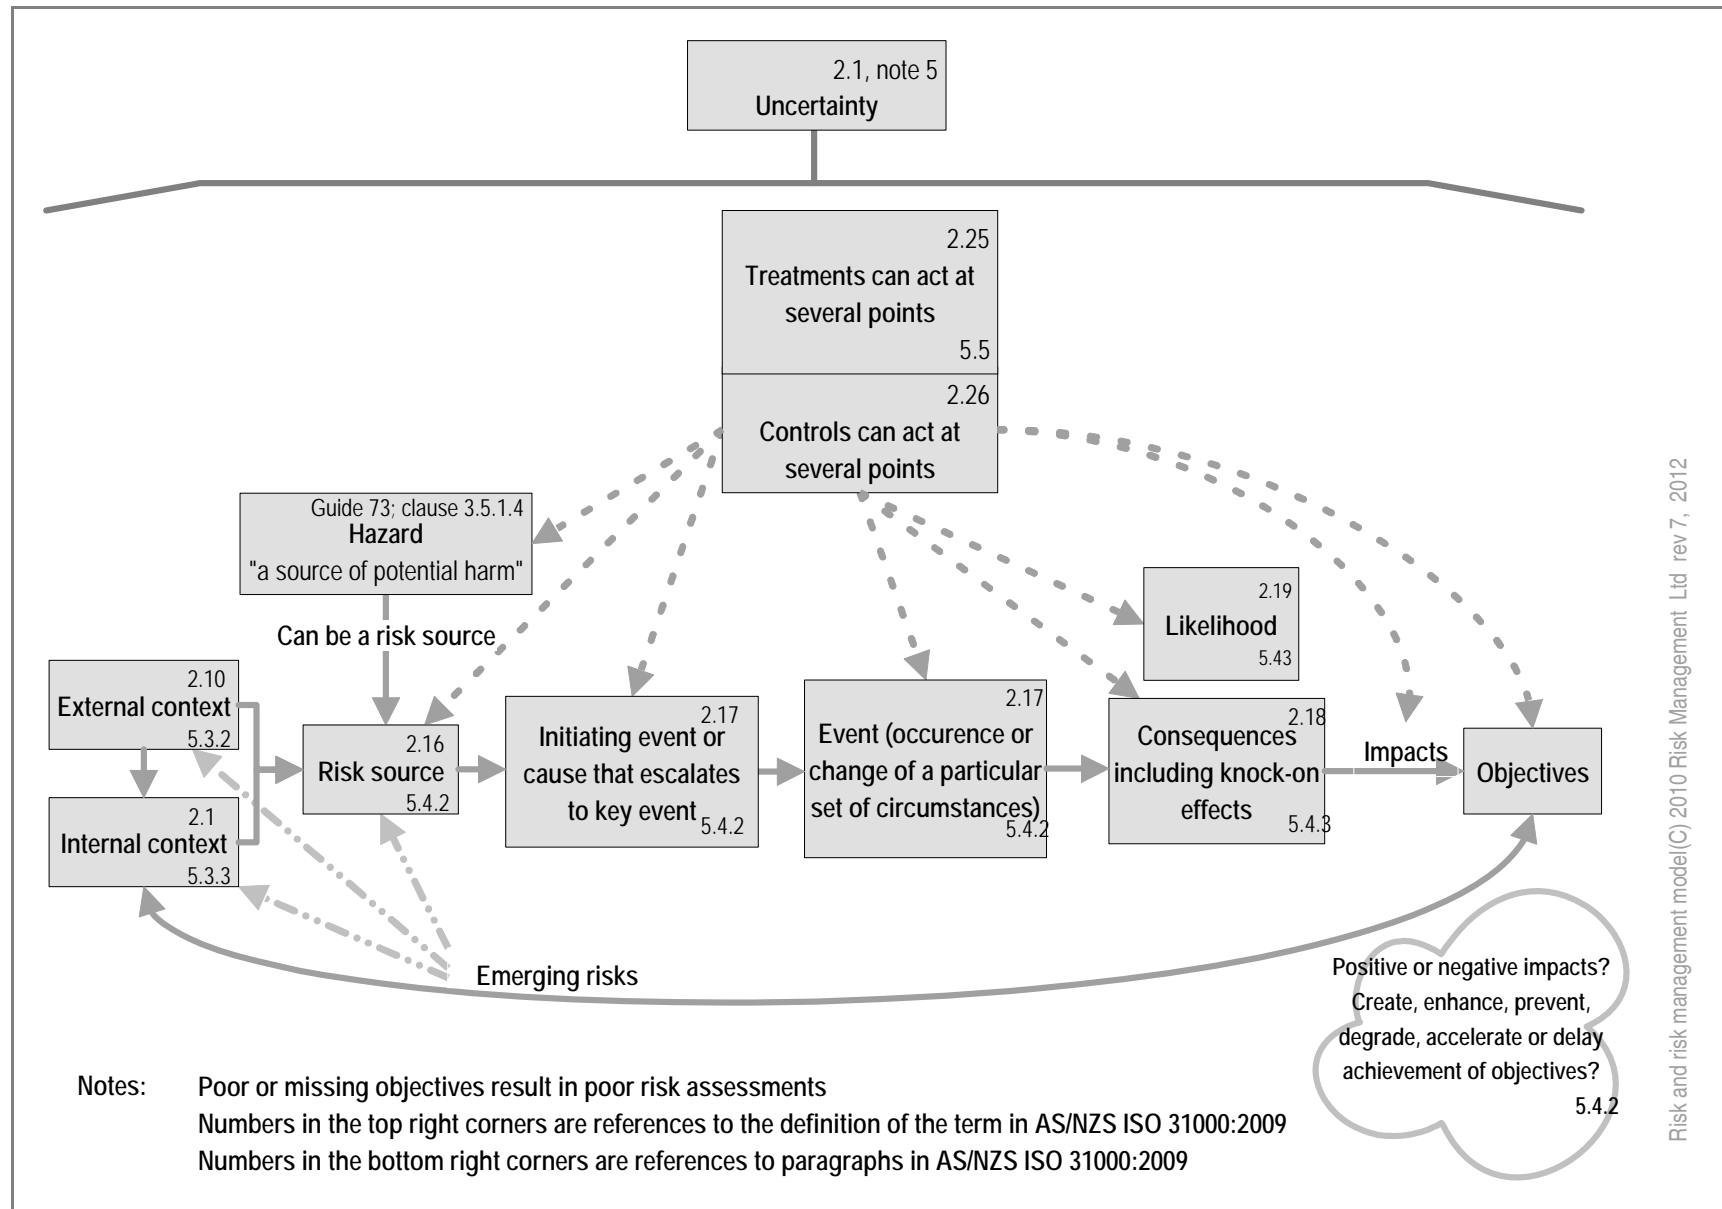 2.1, note 5
Uncertainty
2.25
Treatments can act at
several points
5.5
2.26
Controls can act at
several points
Guide 73; clause 3.5.1.4
Hazard
"a source of potential harm"
Can be a risk source
2.19
Likelihood
5.43
2.10
External context
5.3.2
2.1
Internal context
5.3.3
2.16
Risk source
5.4.2
2.17
Initiating event or
cause that escalates
to key event
5.4.2
2.17
Event (occurence or
change of a particular
set of circumstances)
5.4.2
2.18
Consequences
including knock-on
effects
5.4.3
Impacts
Objectives
Emerging risks
Positive or negative impacts?
Create, enhance, prevent,
degrade, accelerate or delay
achievement of objectives?
5.4.2
Notes: Poor or missing objectives result in poor risk assessments
Numbers in the top right corners are references to the definition of the term in AS/NZS ISO 31000:2009
Numbers in the bottom right corners are references to paragraphs in AS/NZS ISO 31000:2009
Risk and risk management model(C) 2010 Risk Management Ltd rev 7, 2012